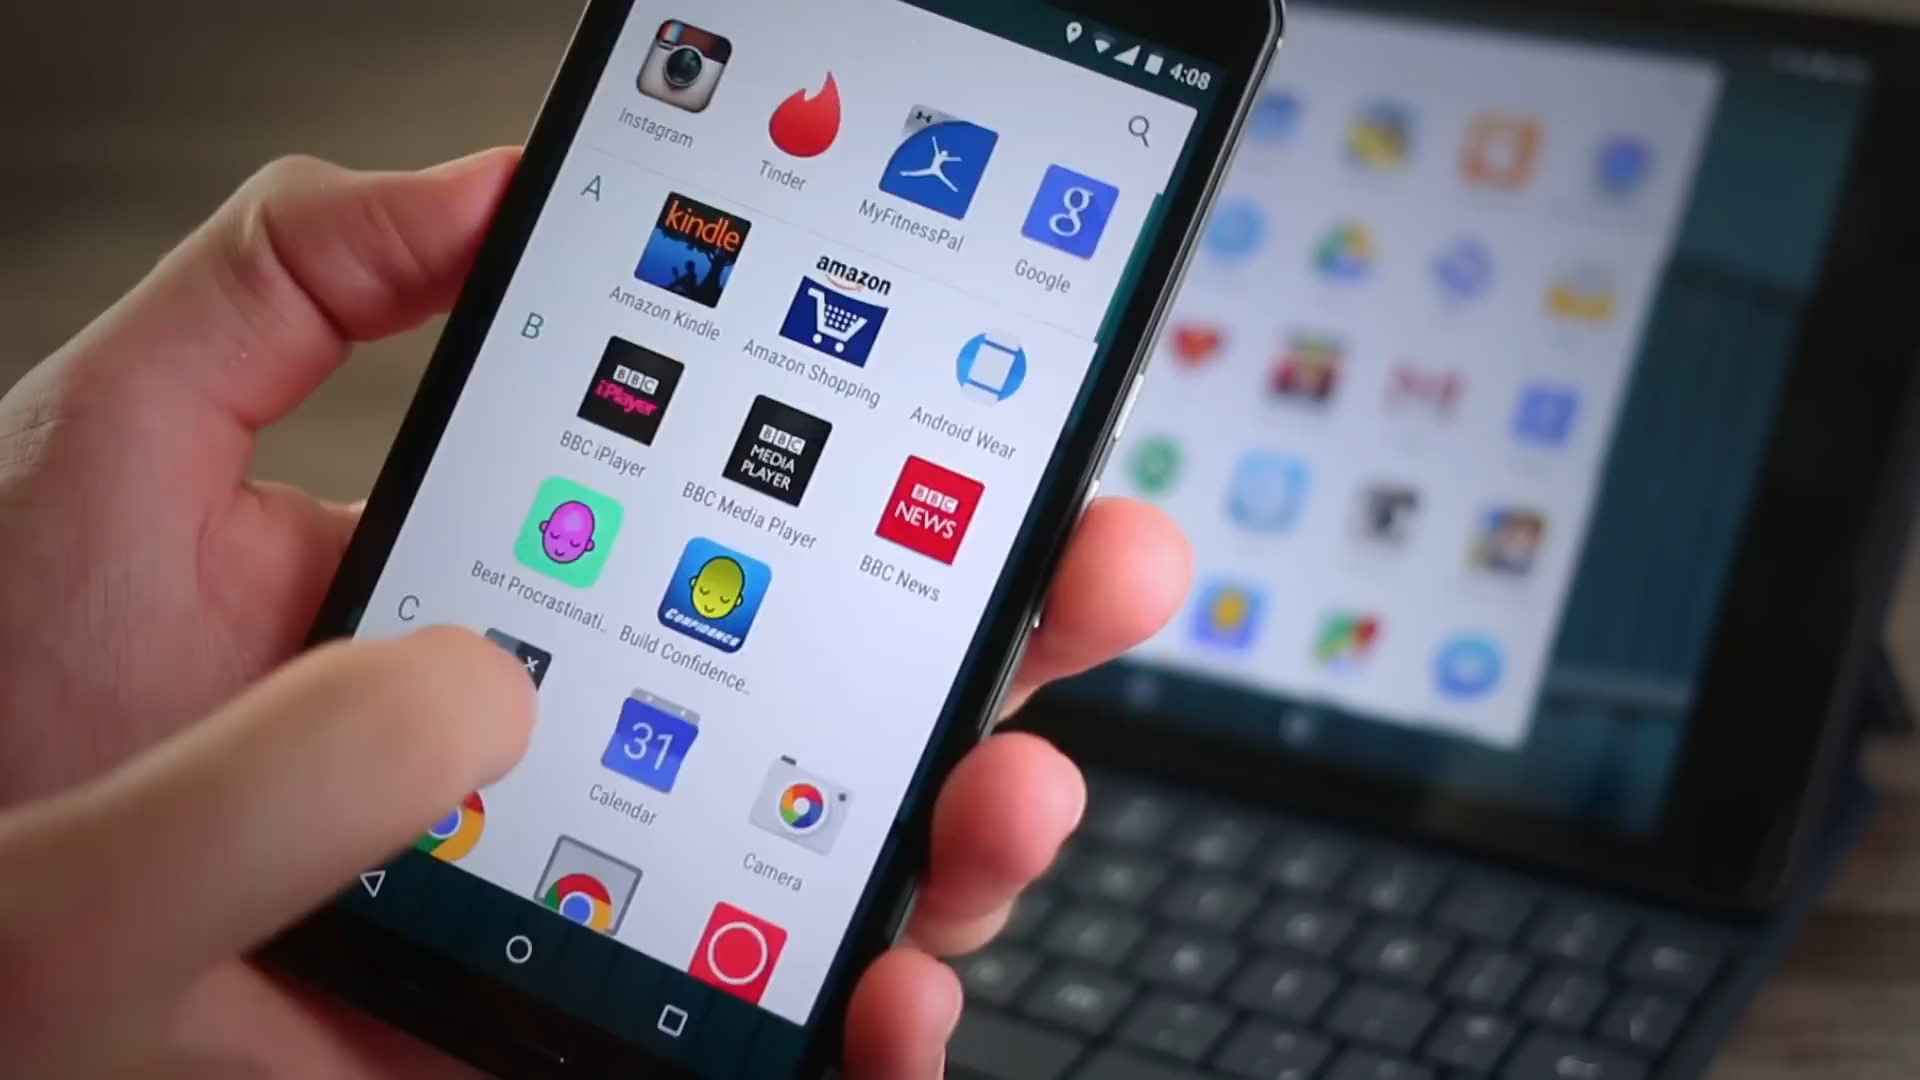 4:08
Instagram
Tinder
MyFitnessPal
g
Google
A
kindle
Amazon Kindle
amazon
Amazon Shopping
Android Wear
B
BBC
iPlayer
BBC iPlayer
BBC
MEDIA
PLAYER
BBC Media Player
BBC
NEWS
BBC News
Beat Procrastinati..
CONFIDENCE
Build Confidence..
C
31
Calendar
Camera